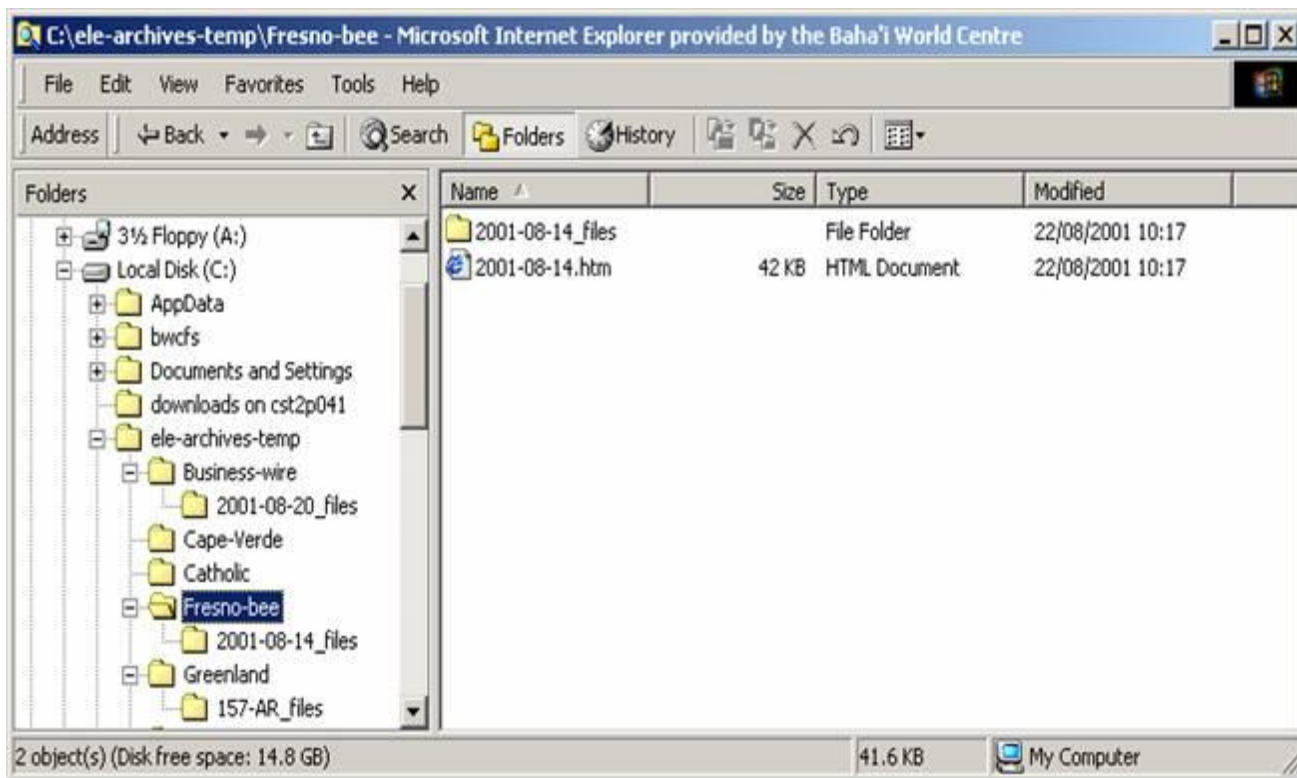 C:\ele-archives-temp\Fresno-bee - Microsoft Internet Explorer provided by the Baha'i World Centre
File Edit View Favorites Tools Help
Address Back Search Folders History
Folders
3½ Floppy (A:)
Local Disk (C:)
AppData
bwcfs
Documents and Settings
downloads on cst2p041
ele-archives-temp
Business-wire
2001-08-20_files
Cape-Verde
Catholic
Fresno-bee
2001-08-14_files
Greenland
157-AR_files
Name Size Type Modified
2001-08-14_files File Folder 22/08/2001 10:17
2001-08-14.htm 42 KB HTML Document 22/08/2001 10:17
2 object(s) (Disk free space: 14.8 GB) 41.6 KB My Computer